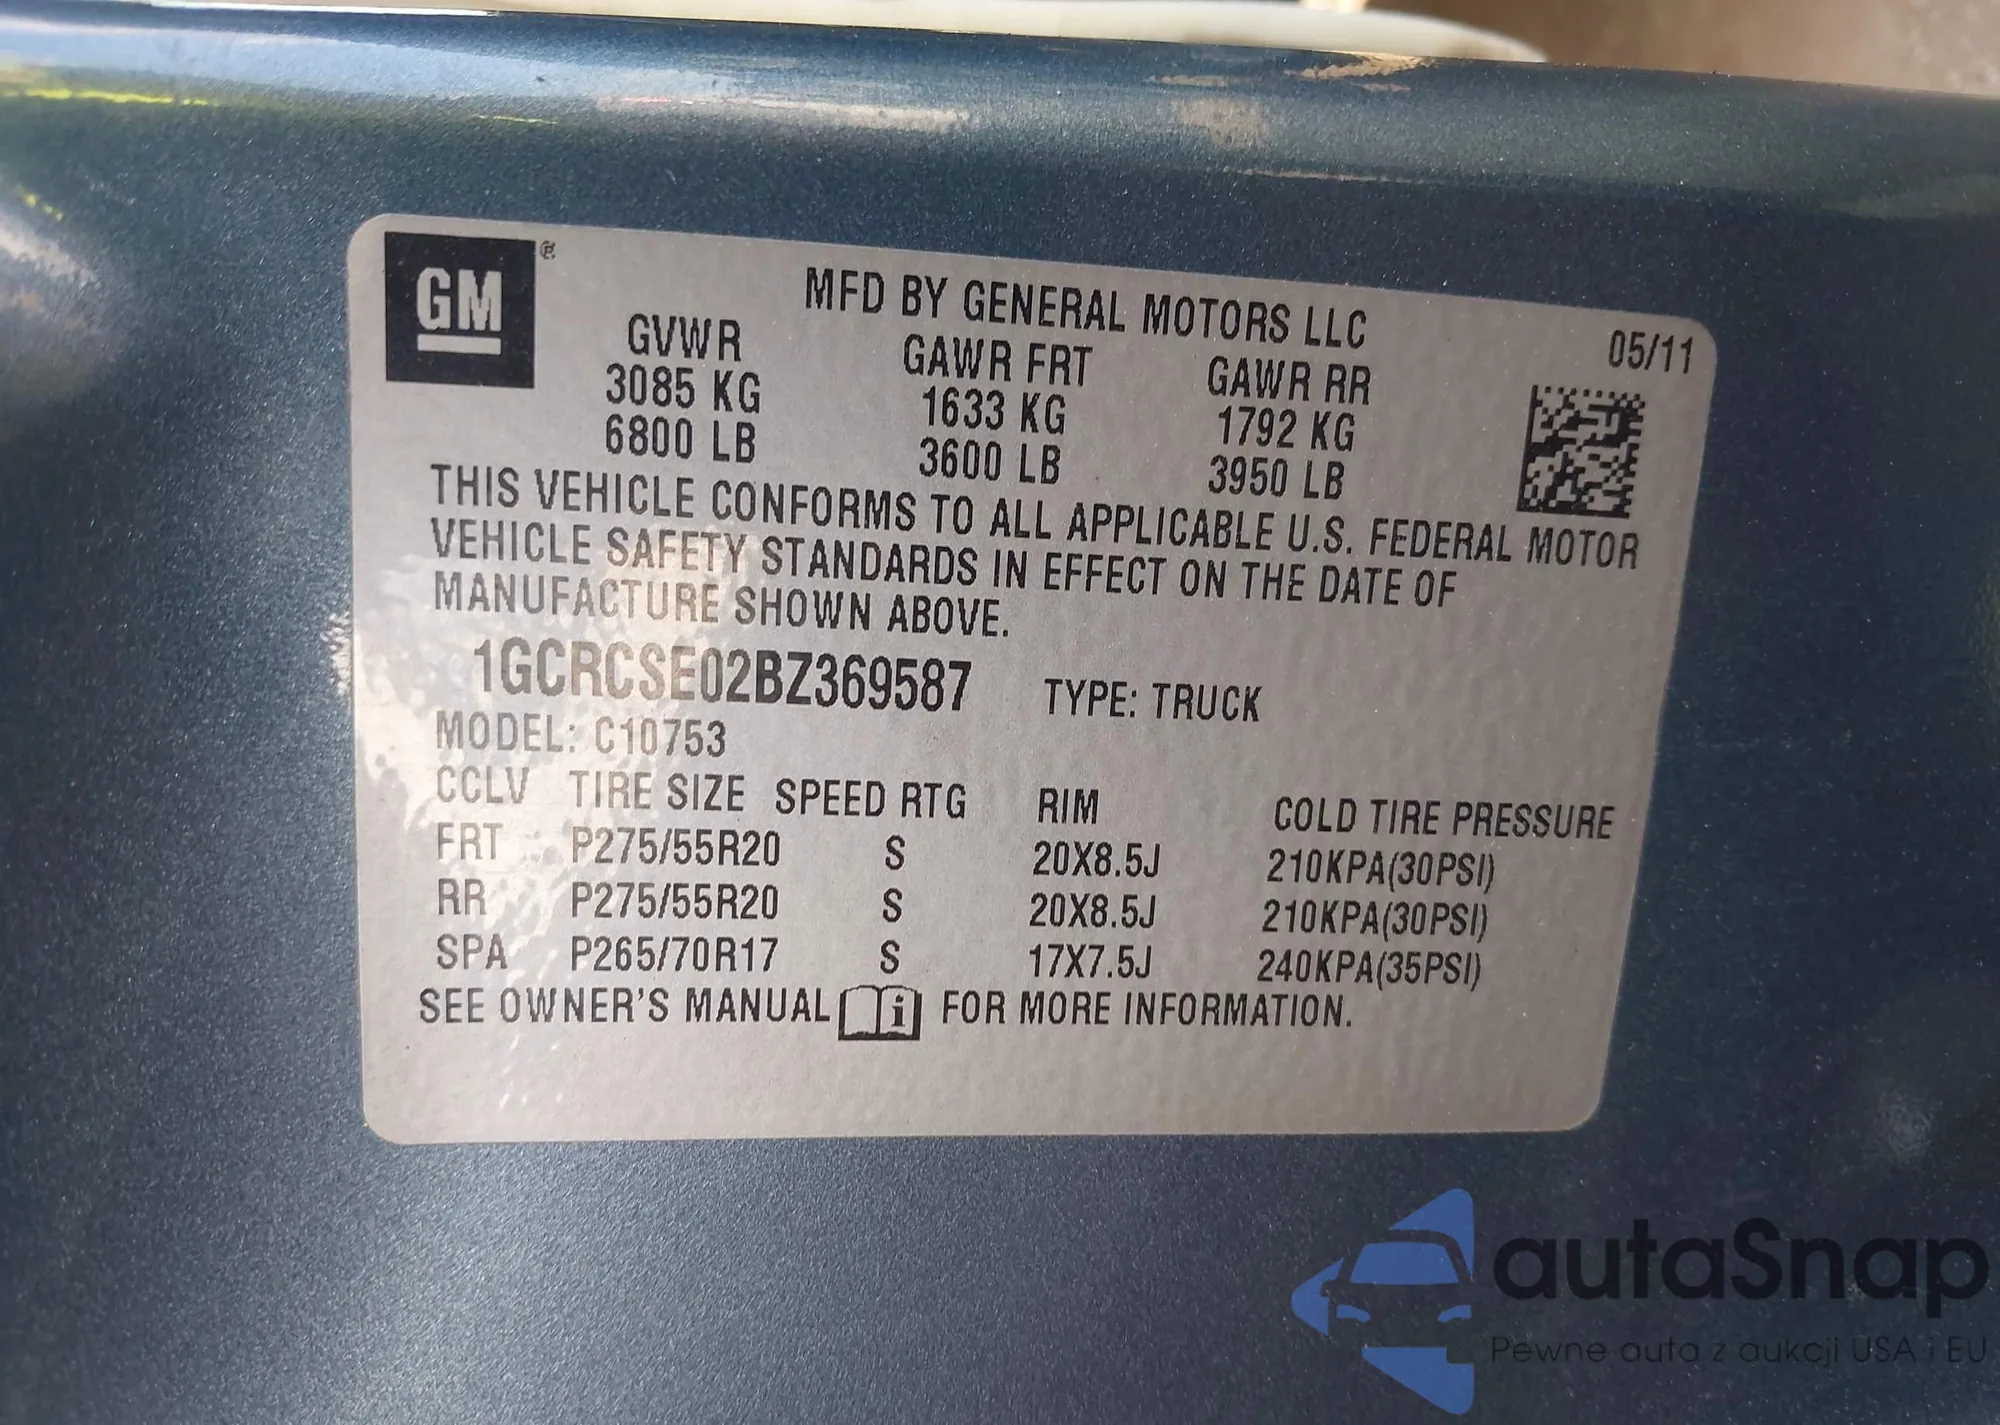 GM
MFD BY GENERAL MOTORS LLC
05/11
GVWR GAWR FRT GAWR RR
3085 KG 1633 KG 1792 KG
6800 LB 3600 LB 3950 LB
THIS VEHICLE CONFORMS TO ALL APPLICABLE U.S. FEDERAL MOTOR
VEHICLE SAFETY STANDARDS IN EFFECT ON THE DATE OF
MANUFACTURE SHOWN ABOVE.
1GCRCSE02BZ369587 TYPE: TRUCK
MODEL: C10753
CCLV TIRE SIZE SPEED RTG RIM COLD TIRE PRESSURE
FRT P275/55R20 S 20X8.5J 210KPA(30PSI)
RR P275/55R20 S 20X8.5J 210KPA(30PSI)
SPA P265/70R17 S 17X7.5J 240KPA(35PSI)
SEE OWNER'S MANUAL i FOR MORE INFORMATION.
autaSnap
Pewne auta z aukcji USA i EU